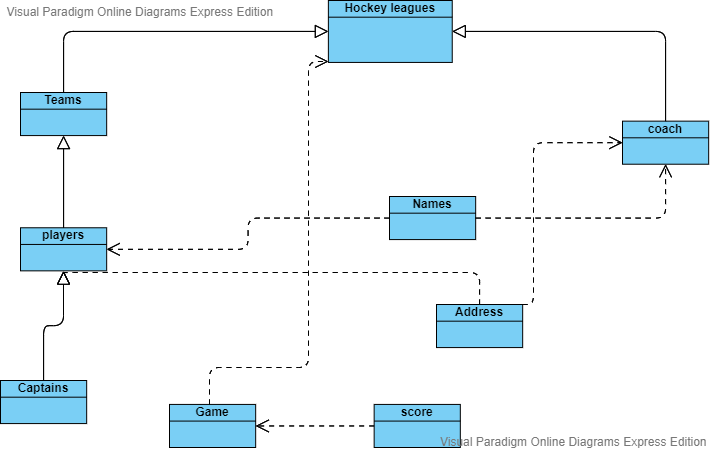 Visual Paradigm Online Diagrams Express Edition
Hockey leagues
Teams
coach
Names
players
Address
Captains
Game
score
Visual Paradigm Online Diagrams Express Edition